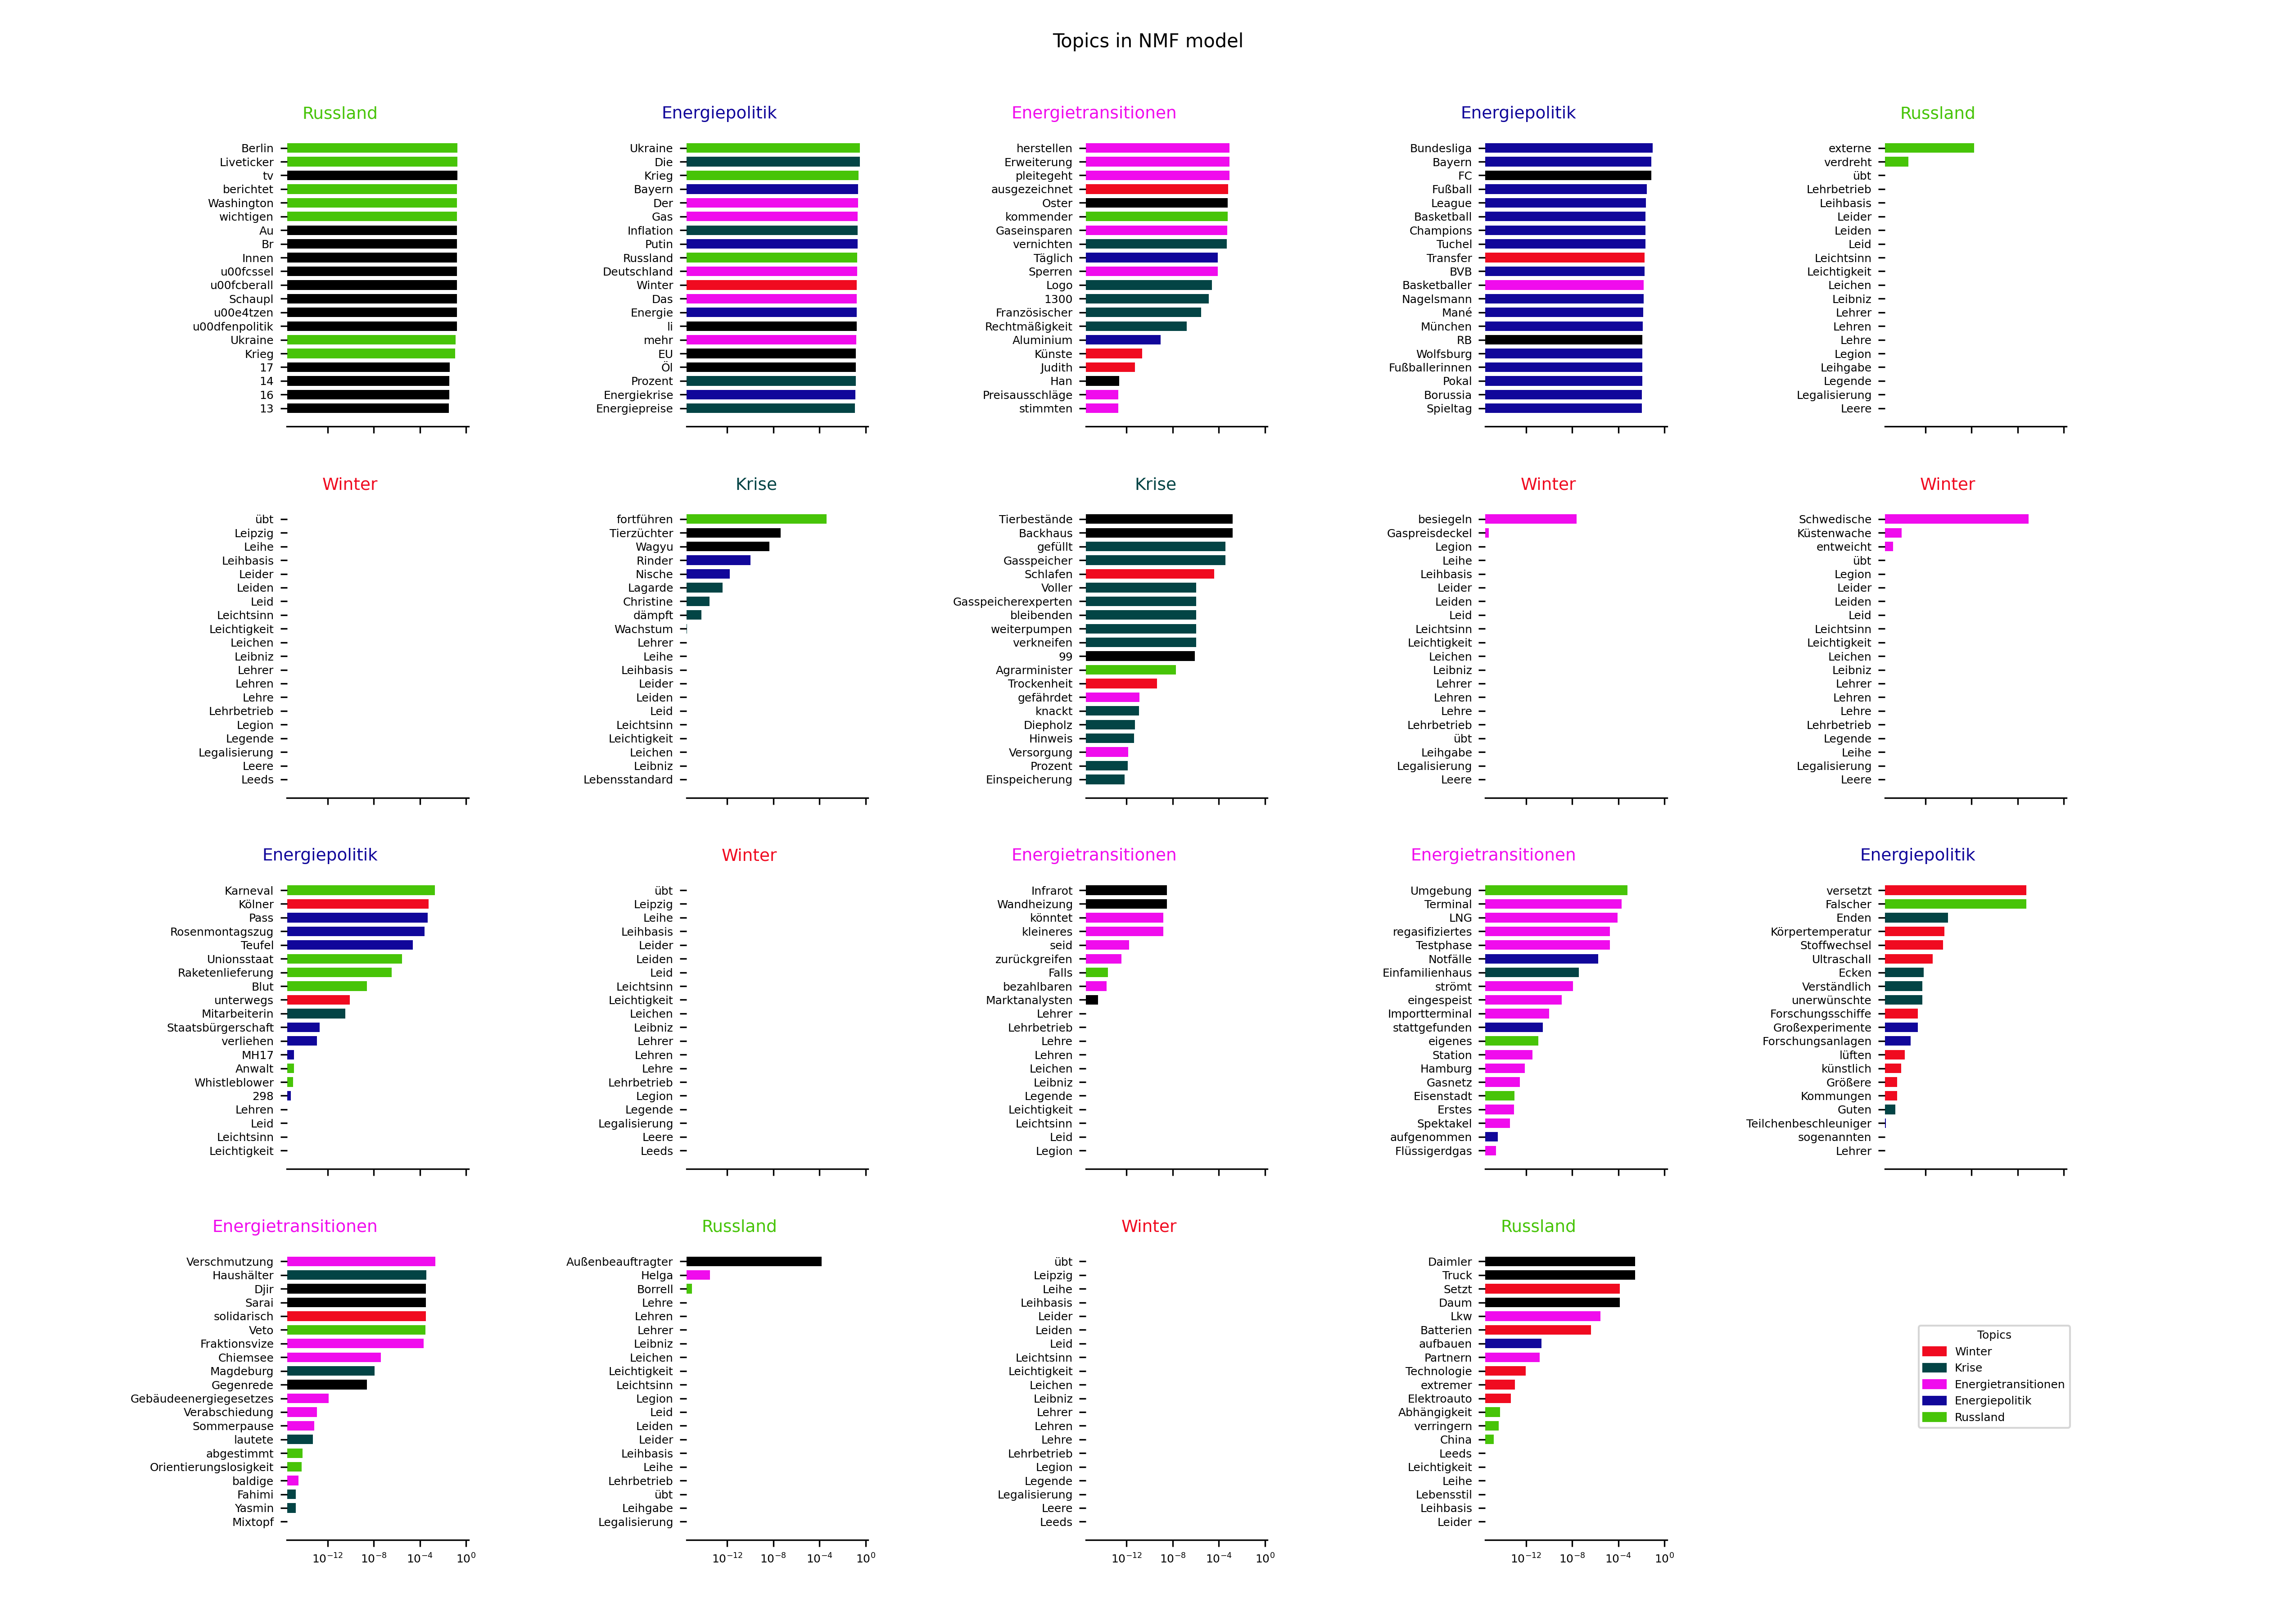 Topics in NMF model
Russland
Berlin
Liveticker
tv
berichtet
Washington
wichtigen
Au
Br
Innen
u00fcssel
u00fcberall
Schaupl
u00e4tzen
u00dfenpolitik
Ukraine
Krieg
17
14
16
13
Energiepolitik
Ukraine
Die
Krieg
Bayern
Der
Gas
Inflation
Putin
Russland
Deutschland
Winter
Das
Energie
li
mehr
EU
Öl
Prozent
Energiekrise
Energiepreise
Energietransitionen
herstellen
Erweiterung
pleitegeht
ausgezeichnet
Oster
kommender
Gaseinsparen
vernichten
Täglich
Sperren
Logo
1300
Französischer
Rechtmäßigkeit
Aluminium
Künste
Judith
Han
Preisausschläge
stimmten
Energiepolitik
Bundesliga
Bayern
FC
Fußball
League
Basketball
Champions
Tuchel
Transfer
BVB
Basketballer
Nagelsmann
Mané
München
RB
Wolfsburg
Fußballerinnen
Pokal
Borussia
Spieltag
Russland
externe
verdreht
übt
Lehrbetrieb
Leihbasis
Leider
Leiden
Leid
Leichtsinn
Leichtigkeit
Leichen
Leibniz
Lehrer
Lehren
Lehre
Legion
Leihgabe
Legende
Legalisierung
Leere
Winter
übt
Leipzig
Leihe
Leihbasis
Leider
Leiden
Leid
Leichtsinn
Leichtigkeit
Leichen
Leibniz
Lehrer
Lehren
Lehre
Lehrbetrieb
Legion
Legende
Legalisierung
Leere
Leeds
Krise
fortführen
Tierzüchter
Wagyu
Rinder
Nische
Lagarde
Christine
dämpft
Wachstum
Lehrer
Leihe
Leihbasis
Leider
Leiden
Leid
Leichtsinn
Leichtigkeit
Leichen
Leibniz
Lebensstandard
Krise
Tierbestände
Backhaus
gefüllt
Gasspeicher
Schlafen
Voller
Gasspeicherexperten
bleibenden
weiterpumpen
verkneifen
99
Agrarminister
Trockenheit
gefährdet
knackt
Diepholz
Hinweis
Versorgung
Prozent
Einspeicherung
Winter
besiegeln
Gaspreisdeckel
Legion
Leihe
Leihbasis
Leider
Leiden
Leid
Leichtsinn
Leichtigkeit
Leichen
Leibniz
Lehrer
Lehren
Lehre
Lehrbetrieb
übt
Leihgabe
Legalisierung
Leere
Winter
Schwedische
Küstenwache
entweicht
übt
Legion
Leider
Leiden
Leid
Leichtsinn
Leichtigkeit
Leichen
Leibniz
Lehrer
Lehren
Lehre
Lehrbetrieb
Legende
Leihe
Legalisierung
Leere
Energiepolitik
Karneval
Kölner
Pass
Rosenmontagszug
Teufel
Unionsstaat
Raketenlieferung
Blut
unterwegs
Mitarbeiterin
Staatsbürgerschaft
verliehen
MH17
Anwalt
Whistleblower
298
Lehren
Leid
Leichtsinn
Leichtigkeit
Winter
übt
Leipzig
Leihe
Leihbasis
Leider
Leiden
Leid
Leichtsinn
Leichtigkeit
Leichen
Leibniz
Lehrer
Lehren
Lehre
Lehrbetrieb
Legion
Legende
Legalisierung
Leere
Leeds
Energietransitionen
Infrarot
Wandheizung
könntet
kleineres
seid
zurückgreifen
Falls
bezahlbaren
Marktanalysten
Lehrer
Lehrbetrieb
Lehre
Lehren
Leichen
Leibniz
Legende
Leichtigkeit
Leichtsinn
Leid
Legion
Energietransitionen
Umgebung
Terminal
LNG
regasifiziertes
Testphase
Notfälle
Einfamilienhaus
strömt
eingespeist
Importterminal
stattgefunden
eigenes
Station
Hamburg
Gasnetz
Eisenstadt
Erstes
Spektakel
aufgenommen
Flüssigerdgas
Energiepolitik
versetzt
Falscher
Enden
Körpertemperatur
Stoffwechsel
Ultraschall
Ecken
Verständlich
unerwünschte
Forschungsschiffe
Großexperimente
Forschungsanlagen
lüften
künstlich
Größere
Kommungen
Guten
Teilchenbeschleuniger
sogenannten
Lehrer
Energietransitionen
Verschmutzung
Haushälter
Djir
Sarai
solidarisch
Veto
Fraktionsvize
Chiemsee
Magdeburg
Gegenrede
Gebäudeenergiegesetzes
Verabschiedung
Sommerpause
lautete
abgestimmt
Orientierungslosigkeit
baldige
Fahimi
Yasmin
Mixtopf
10⁻¹² 10⁻⁸ 10⁻⁴ 10⁰
Russland
Außenbeauftragter
Helga
Borrell
Lehre
Lehren
Lehrer
Leibniz
Leichen
Leichtigkeit
Leichtsinn
Legion
Leid
Leiden
Leider
Leihbasis
Leihe
Lehrbetrieb
übt
Leihgabe
Legalisierung
10⁻¹² 10⁻⁸ 10⁻⁴ 10⁰
Winter
übt
Leipzig
Leihe
Leihbasis
Leider
Leiden
Leid
Leichtsinn
Leichtigkeit
Leichen
Leibniz
Lehrer
Lehren
Lehre
Lehrbetrieb
Legion
Legende
Legalisierung
Leere
Leeds
10⁻¹² 10⁻⁸ 10⁻⁴ 10⁰
Russland
Daimler
Truck
Setzt
Daum
Lkw
Batterien
aufbauen
Partnern
Technologie
extremer
Elektroauto
Abhängigkeit
verringern
China
Leeds
Leichtigkeit
Leihe
Lebensstil
Leihbasis
Leider
10⁻¹² 10⁻⁸ 10⁻⁴ 10⁰
Topics
Winter
Krise
Energietransitionen
Energiepolitik
Russland